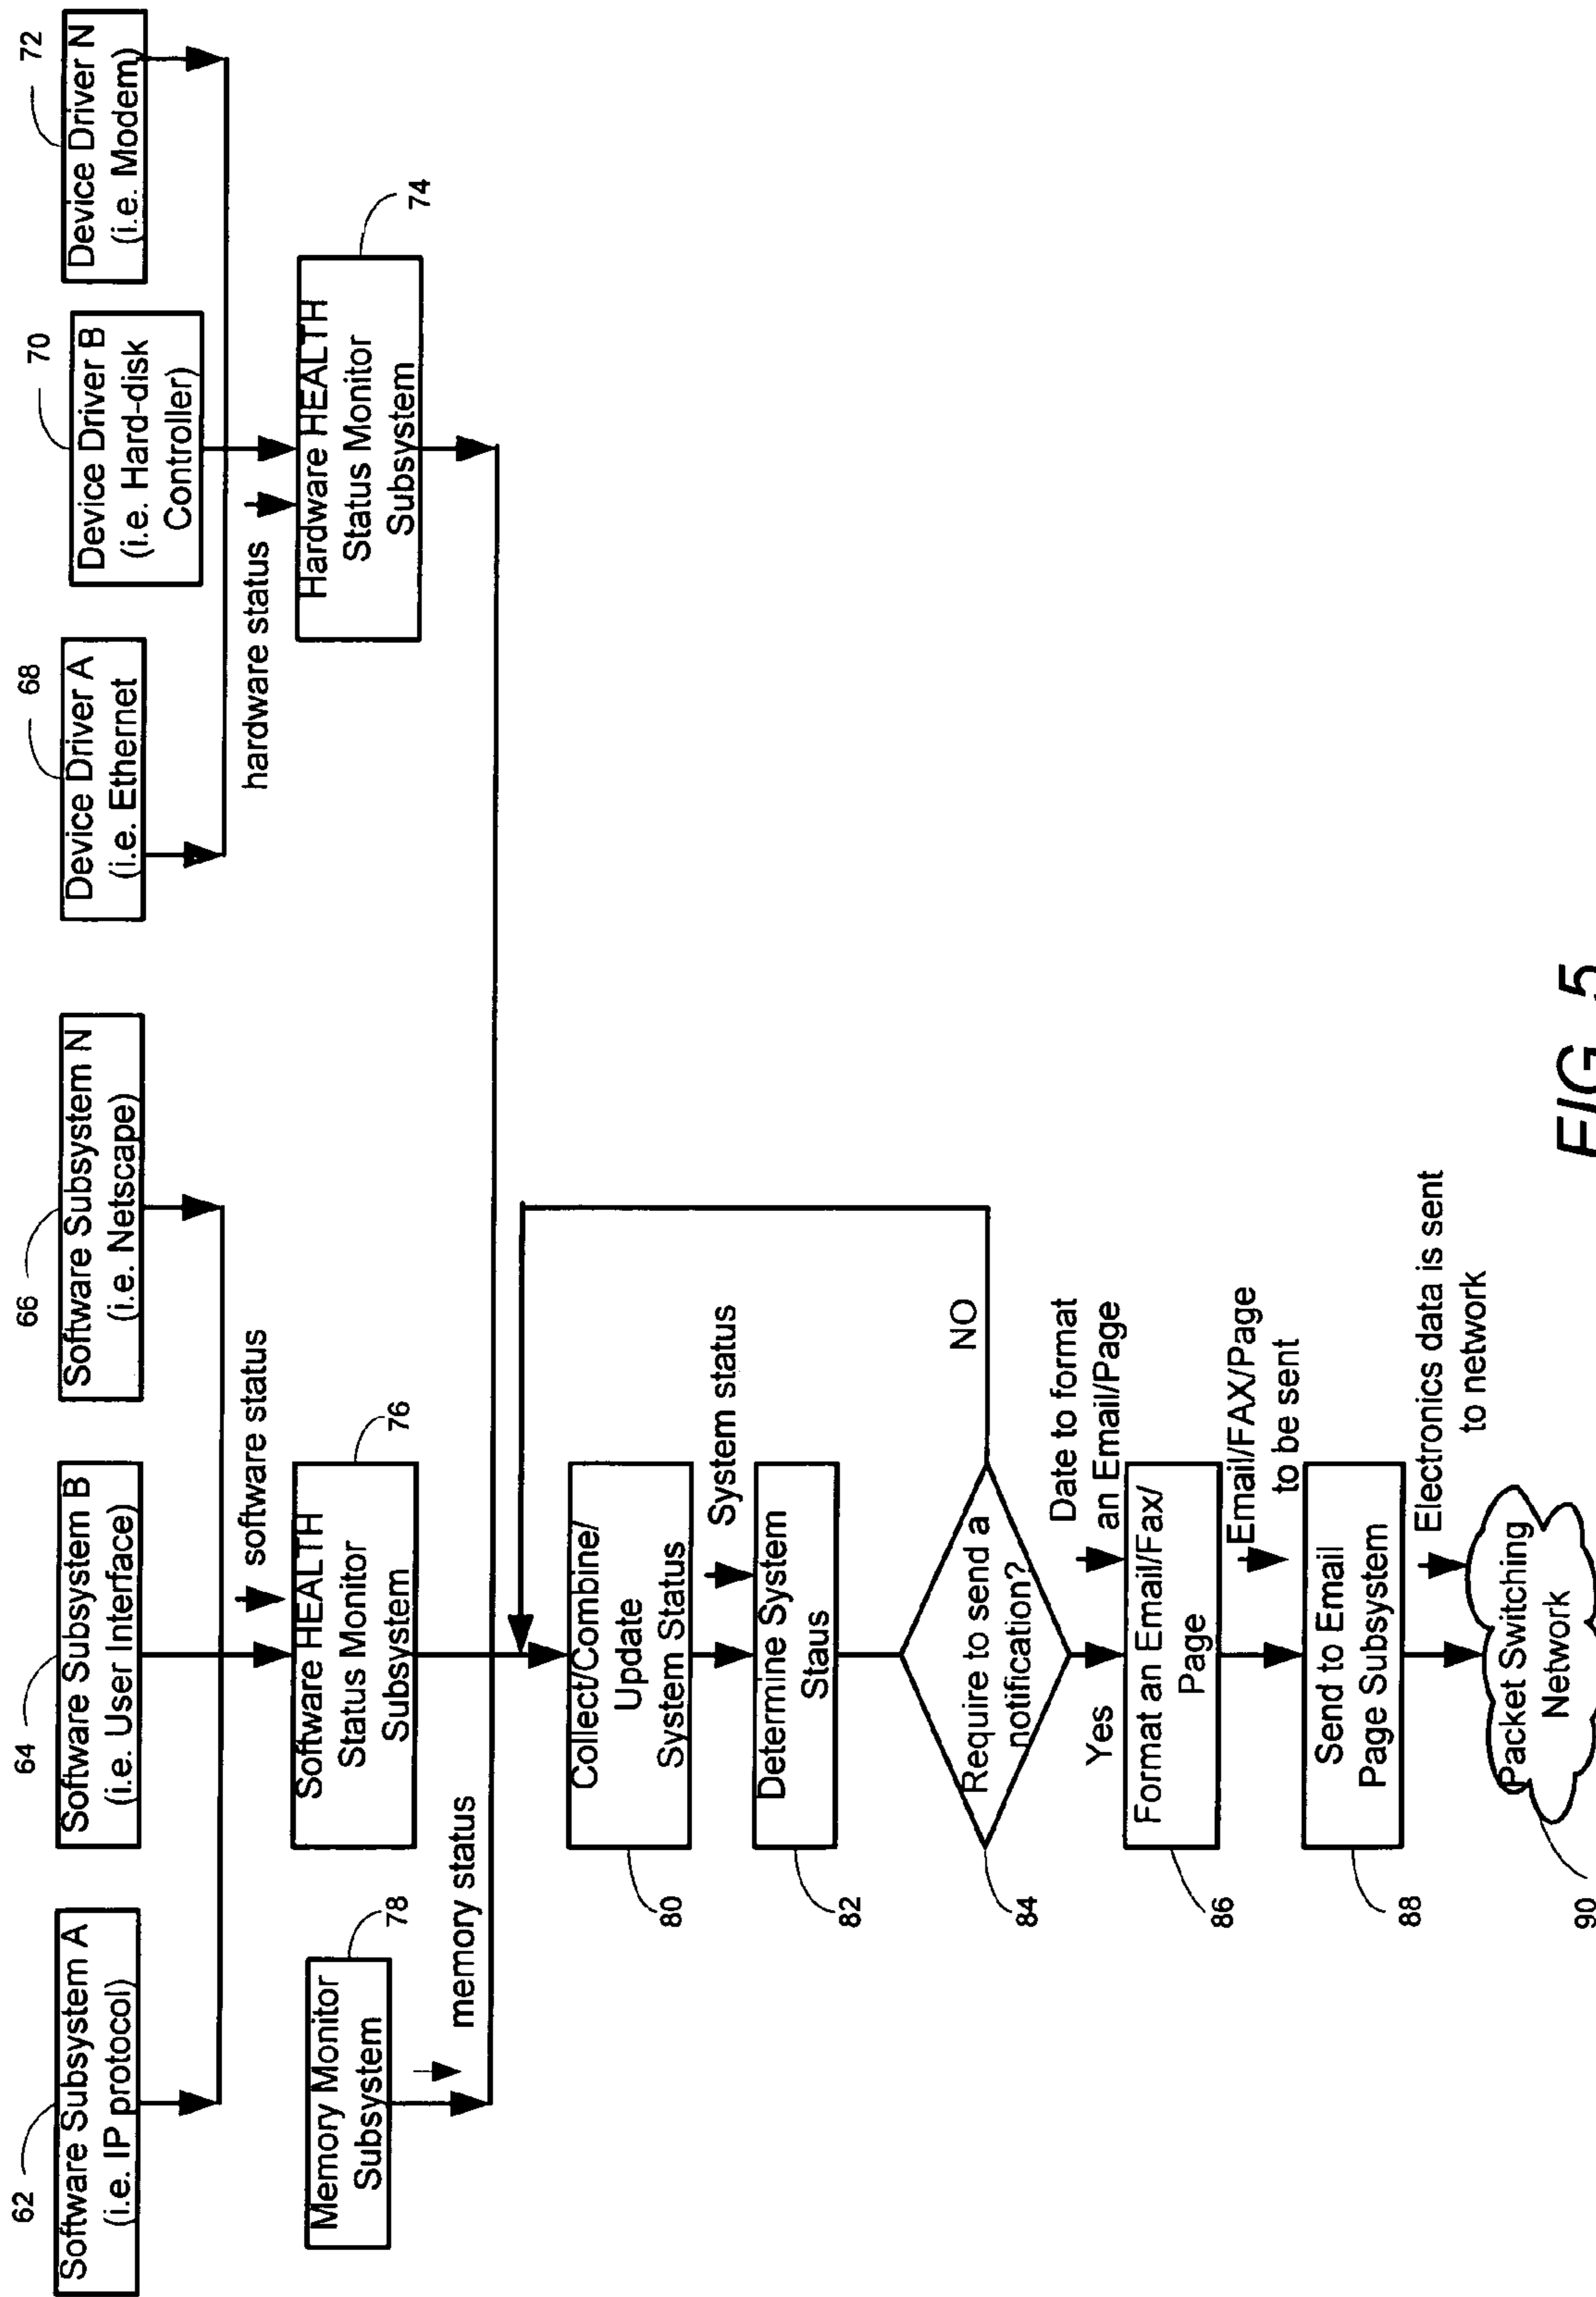 62
Software Subsystem A
(i.e. IP protocol)
64
Software Subsystem B
(i.e. User Interface)
66
Software Subsystem N
(i.e. Netscape)
68
Device Driver A
(i.e. Ethernet
70
Device Driver B
(i.e. Hard-disk
Controller)
72
Device Driver N
(i.e. Modem)
software status
hardware status
78
Memory Monitor
Subsystem
memory status
76
Software HEALTH
Status Monitor
Subsystem
74
Hardware HEALTH
Status Monitor
Subsystem
80
Collect/Combine/
Update
System Status
System status
82
Determine System
Staus
84
Require to send a
notification?
NO
Yes
Date to format
an Email/Page
86
Format an Email/Fax/
Page
Email/FAX/Page
to be sent
88
Send to Email
Page Subsystem
Electronics data is sent
to network
90
Packet Switching
Network
FIG. 5